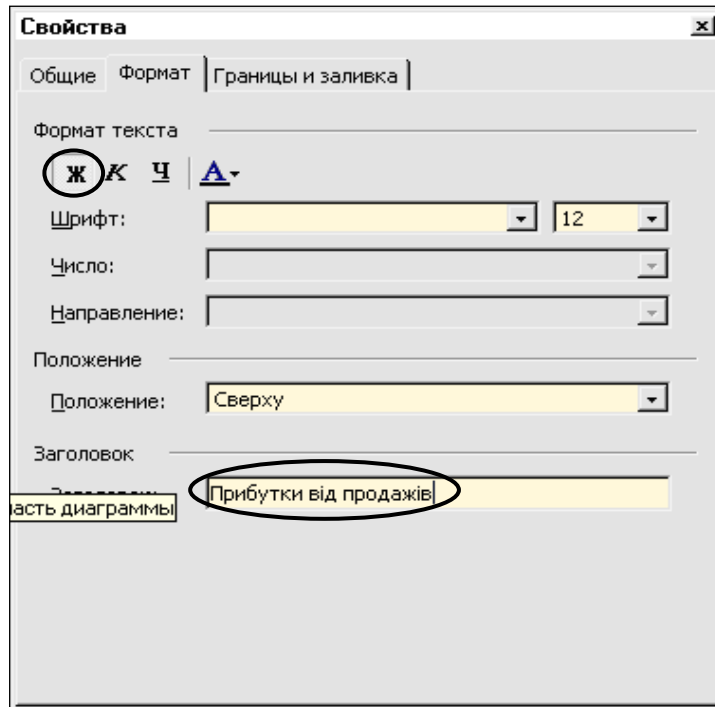 Свойства
Общие Формат Границы и заливка
Формат текста
Ж К Ч А
Шрифт: 12
Число:
Направление:
Положение
Положение: Сверху
Заголовок
Прибутки від продажів
асть диаграммы